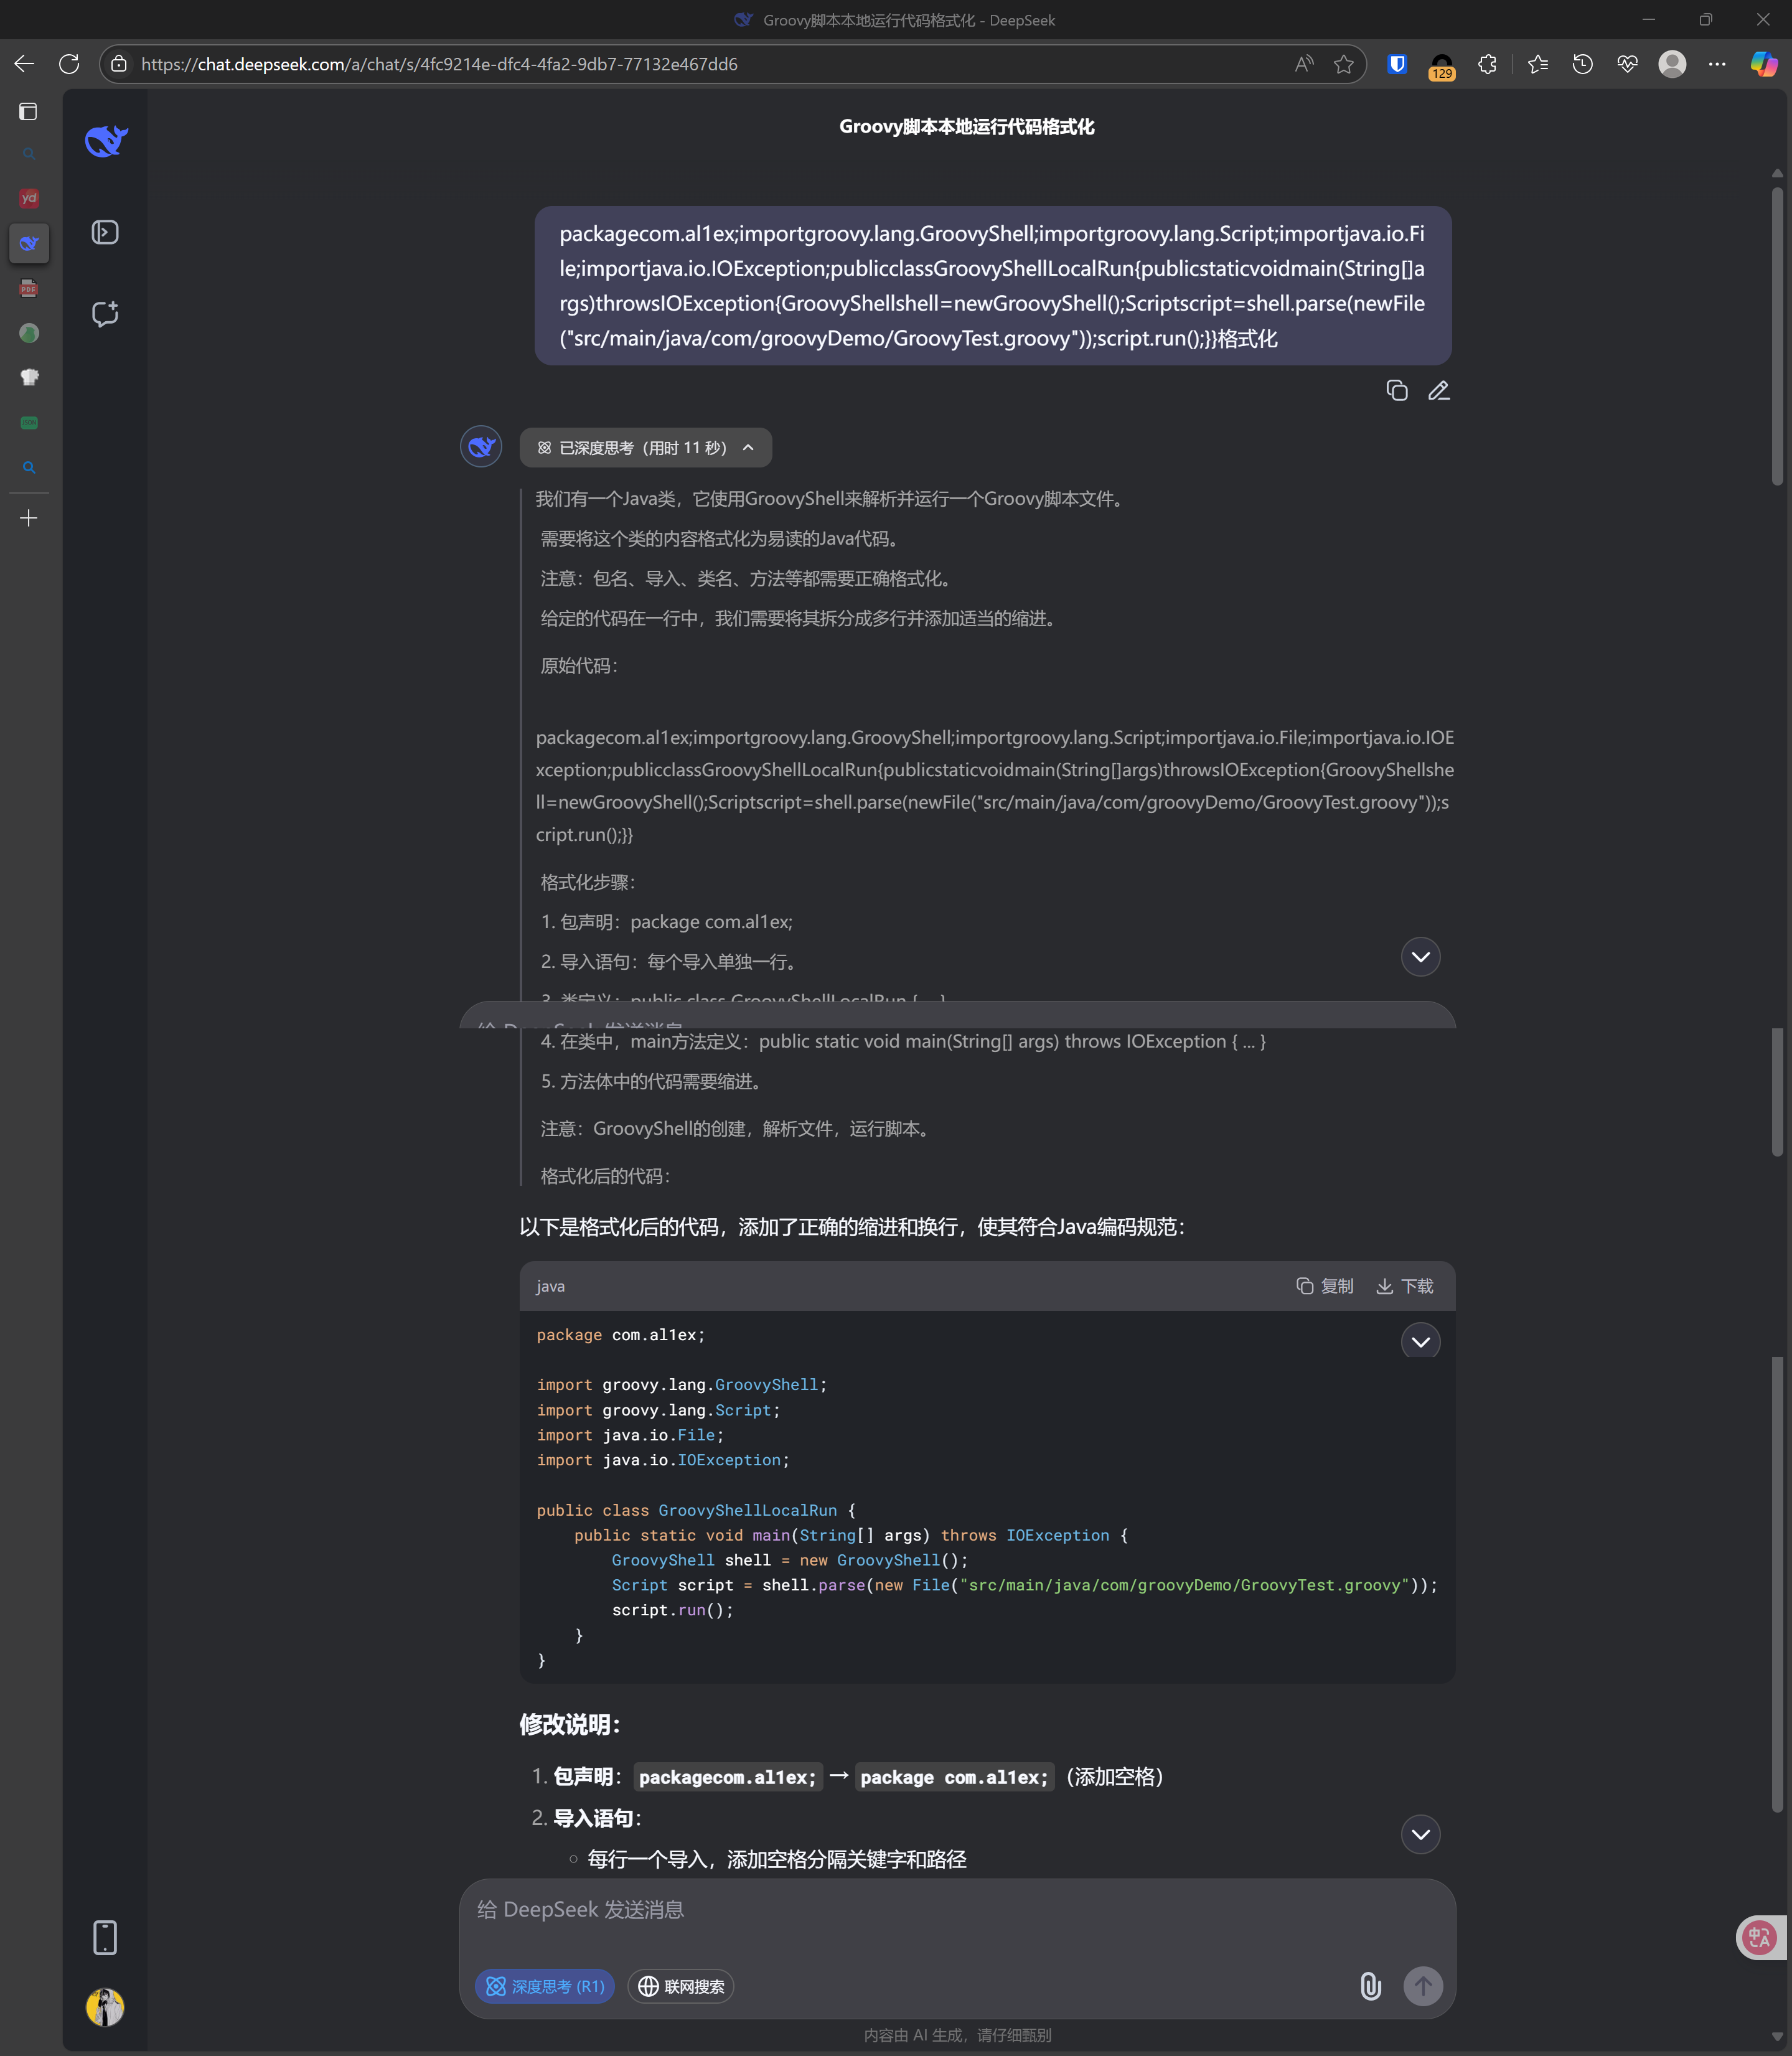 Groovy脚本本地运行代码格式化 - DeepSeek
https://chat.deepseek.com/a/chat/s/4fc9214e-dfc4-4fa2-9db7-77132e467dd6
129
yd
PDF
Groovy脚本本地运行代码格式化
packagecom.al1ex;importgroovy.lang.GroovyShell;importgroovy.lang.Script;importjava.io.Fi
le;importjava.io.IOException;publicclassGroovyShellLocalRun{publicstaticvoidmain(String[]a
rgs)throwsIOException{GroovyShellshell=newGroovyShell();Scriptscript=shell.parse(newFile
("src/main/java/com/groovyDemo/GroovyTest.groovy"));script.run();}}格式化
已深度思考（用时 11 秒）
我们有一个Java类，它使用GroovyShell来解析并运行一个Groovy脚本文件。
需要将这个类的内容格式化为易读的Java代码。
注意：包名、导入、类名、方法等都需要正确格式化。
给定的代码在一行中，我们需要将其拆分成多行并添加适当的缩进。
原始代码：
packagecom.al1ex;importgroovy.lang.GroovyShell;importgroovy.lang.Script;importjava.io.File;importjava.io.IOE
xception;publicclassGroovyShellLocalRun{publicstaticvoidmain(String[]args)throwsIOException{GroovyShellshe
ll=newGroovyShell();Scriptscript=shell.parse(newFile("src/main/java/com/groovyDemo/GroovyTest.groovy"));s
cript.run();}}
格式化步骤：
1. 包声明：package com.al1ex;
2. 导入语句：每个导入单独一行。
3. 类定义：public class GroovyShellLocalRun { ... }
给 DeepSeek 发送消息
4. 在类中，main方法定义：public static void main(String[] args) throws IOException { ... }
5. 方法体中的代码需要缩进。
注意：GroovyShell的创建，解析文件，运行脚本。
格式化后的代码：
以下是格式化后的代码，添加了正确的缩进和换行，使其符合Java编码规范：
java 复制 下载
package com.al1ex;
import groovy.lang.GroovyShell;
import groovy.lang.Script;
import java.io.File;
import java.io.IOException;
public class GroovyShellLocalRun {
public static void main(String[] args) throws IOException {
GroovyShell shell = new GroovyShell();
Script script = shell.parse(new File("src/main/java/com/groovyDemo/GroovyTest.groovy"));
script.run();
}
}
修改说明：
1. 包声明：packagecom.al1ex; → package com.al1ex;（添加空格）
2. 导入语句：
○ 每行一个导入，添加空格分隔关键字和路径
给 DeepSeek 发送消息
深度思考 (R1) 联网搜索
内容由 AI 生成，请仔细甄别
中A